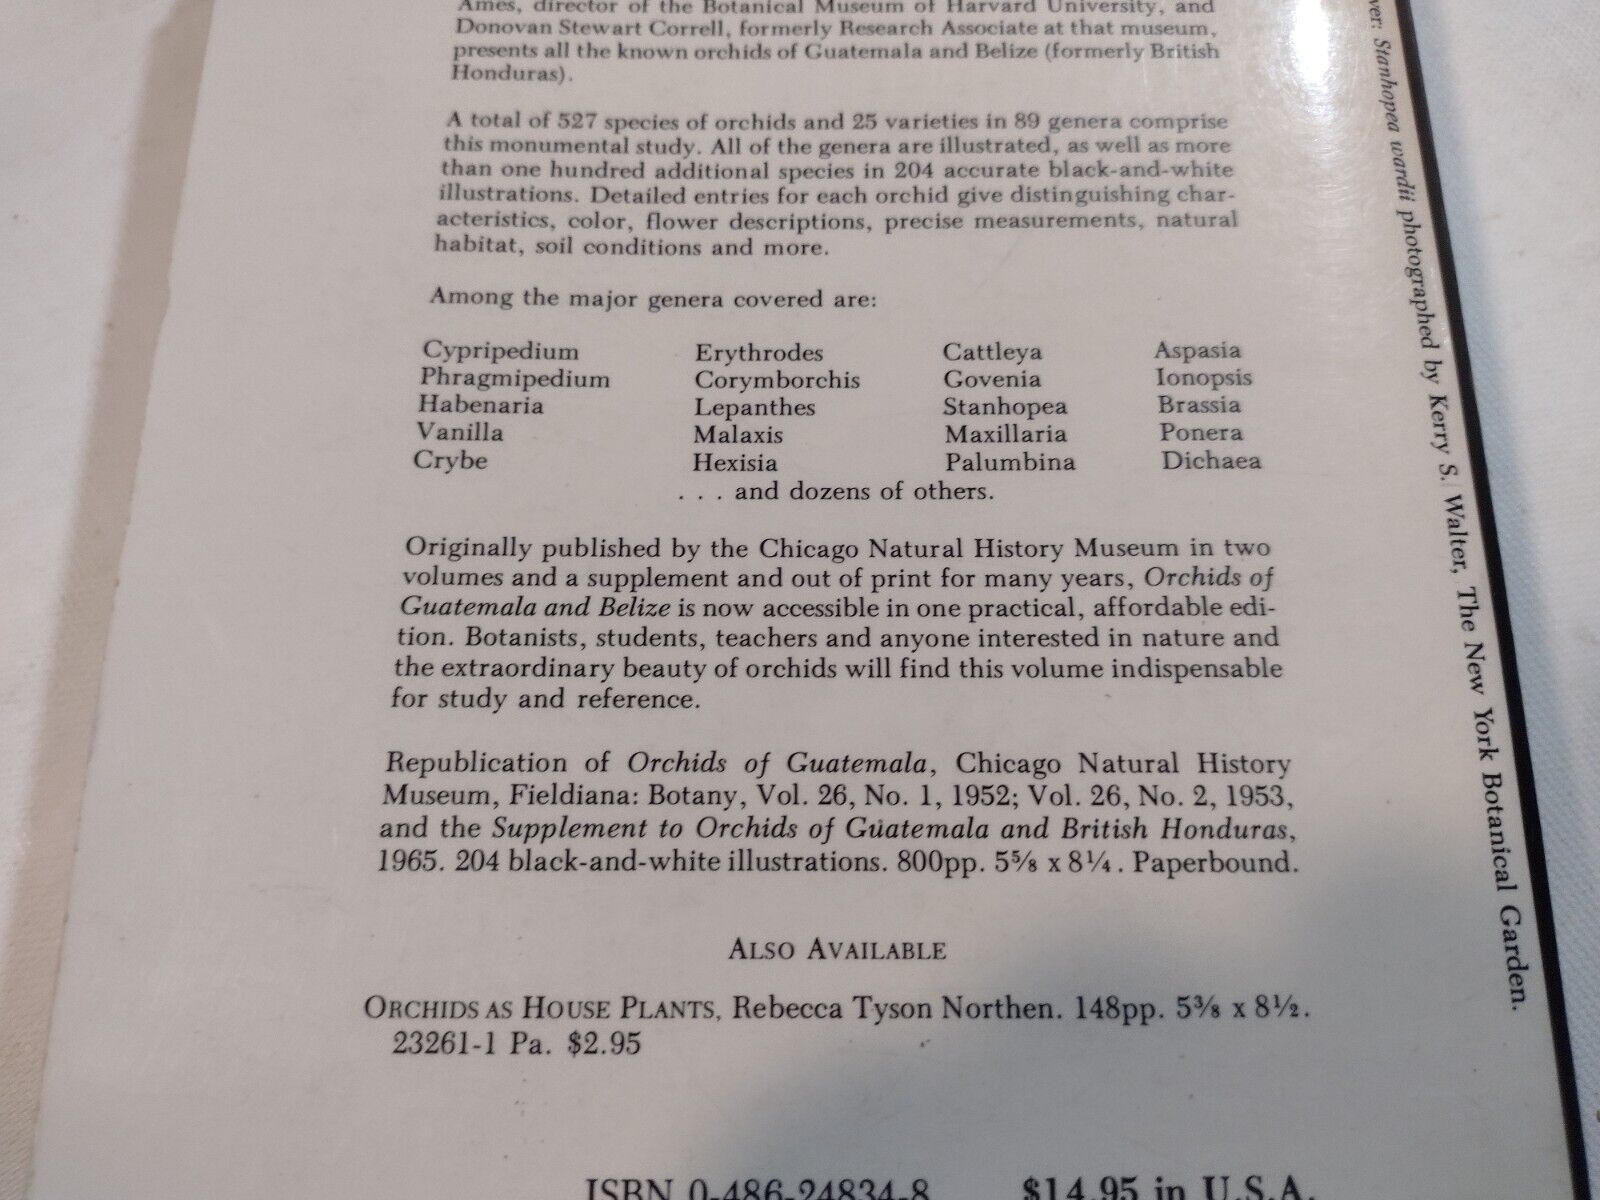 Ames, director of the Botanical Museum of Harvard University, and
Donovan Stewart Correll, formerly Research Associate at that museum,
presents all the known orchids of Guatemala and Belize (formerly British
Honduras).
A total of 527 species of orchids and 25 varieties in 89 genera comprise
this monumental study. All of the genera are illustrated, as well as more
than one hundred additional species in 204 accurate black-and-white
illustrations. Detailed entries for each orchid give distinguishing char-
acteristics, color, flower descriptions, precise measurements, natural
habitat, soil conditions and more.
Among the major genera covered are:
Cypripedium Erythrodes Cattleya Aspasia
Phragmipedium Corymborchis Govenia Ionopsis
Habenaria Lepanthes Stanhopea Brassia
Vanilla Malaxis Maxillaria Ponera
Crybe Hexisia Palumbina Dichaea
. . . and dozens of others.
Originally published by the Chicago Natural History Museum in two
volumes and a supplement and out of print for many years, Orchids of
Guatemala and Belize is now accessible in one practical, affordable edi-
tion. Botanists, students, teachers and anyone interested in nature and
the extraordinary beauty of orchids will find this volume indispensable
for study and reference.
Republication of Orchids of Guatemala, Chicago Natural History
Museum, Fieldiana: Botany, Vol. 26, No. 1, 1952; Vol. 26, No. 2, 1953,
and the Supplement to Orchids of Guatemala and British Honduras,
1965. 204 black-and-white illustrations. 800pp. 5⅝ x 8¼. Paperbound.
ALSO AVAILABLE
ORCHIDS AS HOUSE PLANTS, Rebecca Tyson Northen. 148pp. 5⅜ x 8½.
23261-1 Pa. $2.95
ISBN 0-486-24834-8 $14.95 in U.S.A.
Stanhopea wardii photographed by Kerry S. Walter, The New York Botanical Garden.